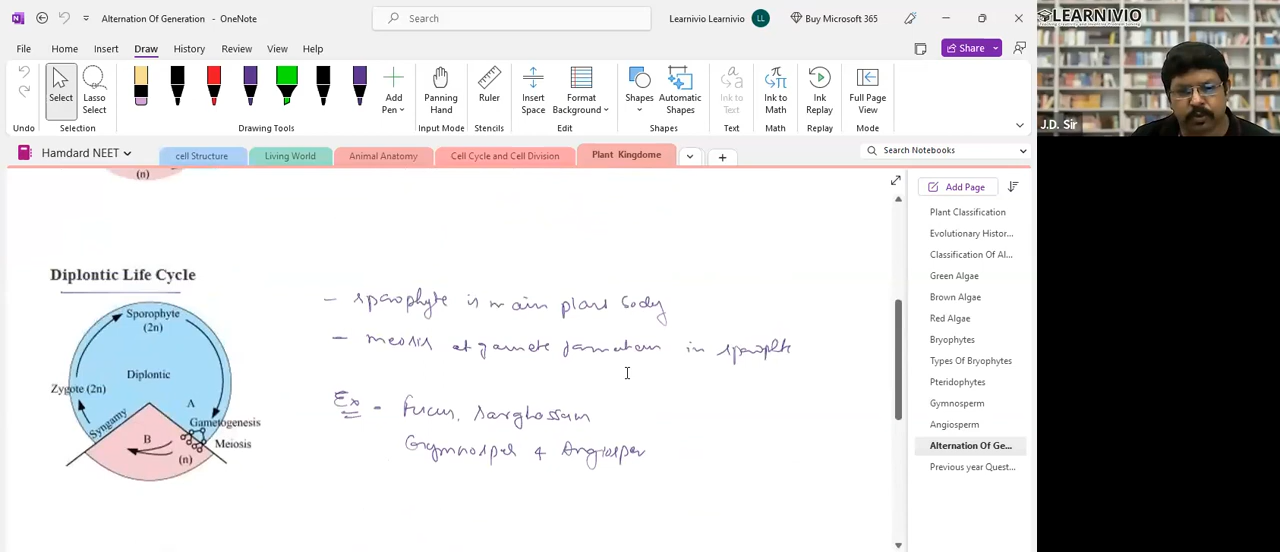 Alternation Of Generation - OneNote
Search
Learnivio Learnivio
LL
Buy Microsoft 365
LEARNIVIO
File Home Insert Draw History Review View Help
Share
Undo
Select
Lasso Select
Add Pen
Panning Hand
Ruler
Insert Space
Format Background
Shapes
Automatic Shapes
Ink to Text
Ink to Math
Ink Replay
Full Page View
Selection
Drawing Tools
Input Mode
Stencils
Edit
Shapes
Text
Math
Replay
Mode
J.D. Sir
Hamdard NEET
cell Structure
Living World
Animal Anatomy
Cell Cycle and Cell Division
Plant Kingdome
Search Notebooks
(n)
Add Page
Plant Classification
Evolutionary Histor...
Classification Of Al...
Green Algae
Brown Algae
Red Algae
Bryophytes
Types Of Bryophytes
Pteridophytes
Gymnosperm
Angiosperm
Alternation Of Ge...
Previous year Quest...
Diplontic Life Cycle
Sporophyte
(2n)
Diplontic
Zygote (2n)
A
Gametogenesis
Syngamy
B
Meiosis
(n)
- sporophyte is main plant body
- at gamete in
Ex - Fucus,
&